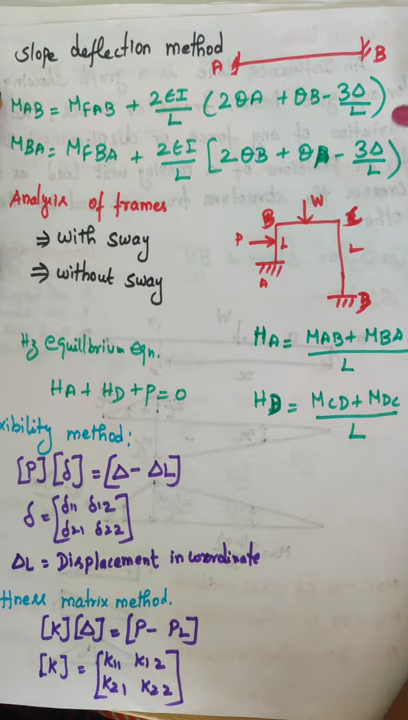 slope deflection method
A B
MAB = MFAB + 2EI/L (2θA + θB - 3Δ/L)
MBA = MFBA + 2EI/L [2θB + θA - 3Δ/L)
Analysis of frames
⇒ with sway
⇒ without sway
W
B C
P L L
A
D
Hz equillbrium eqn.
HA = MAB + MBA / L
HA + HD + P = 0
HD = MCD + MDC / L
xibility method:
[P][δ] = [Δ - ΔL]
δ = [δ11 δ12
δ21 δ22]
ΔL = Displacement in coordinate
ffness matrix method.
[K][Δ] = [P - PL]
[K] = [K11 K12
K21 K22]